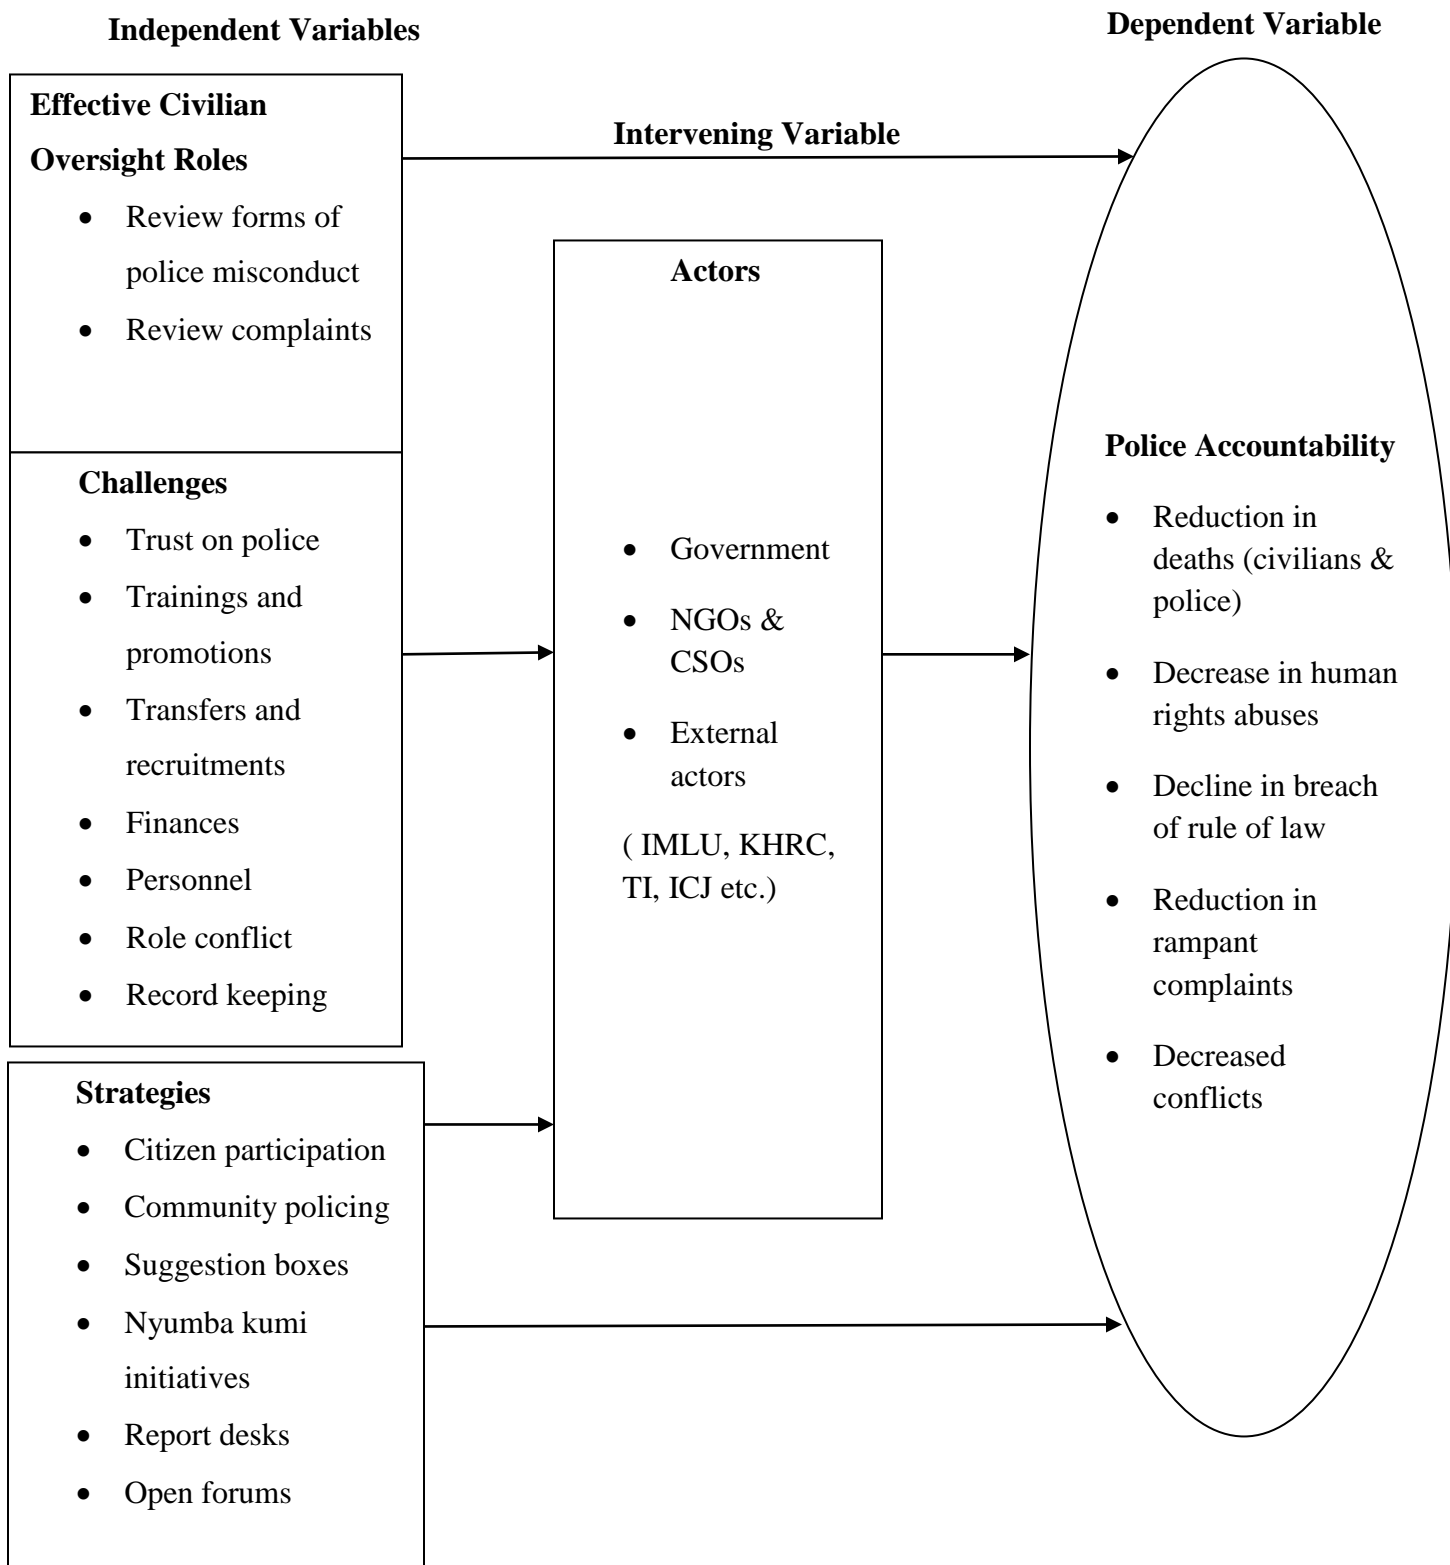 Independent Variables
Dependent Variable
Intervening Variable
Effective Civilian
Oversight Roles
• Review forms of
police misconduct
• Review complaints
Challenges
• Trust on police
• Trainings and
promotions
• Transfers and
recruitments
• Finances
• Personnel
• Role conflict
• Record keeping
Strategies
• Citizen participation
• Community policing
• Suggestion boxes
• Nyumba kumi
initiatives
• Report desks
• Open forums
Actors
• Government
• NGOs &
CSOs
• External
actors
( IMLU, KHRC,
TI, ICJ etc.)
Police Accountability
• Reduction in
deaths (civilians &
police)
• Decrease in human
rights abuses
• Decline in breach
of rule of law
• Reduction in
rampant
complaints
• Decreased
conflicts